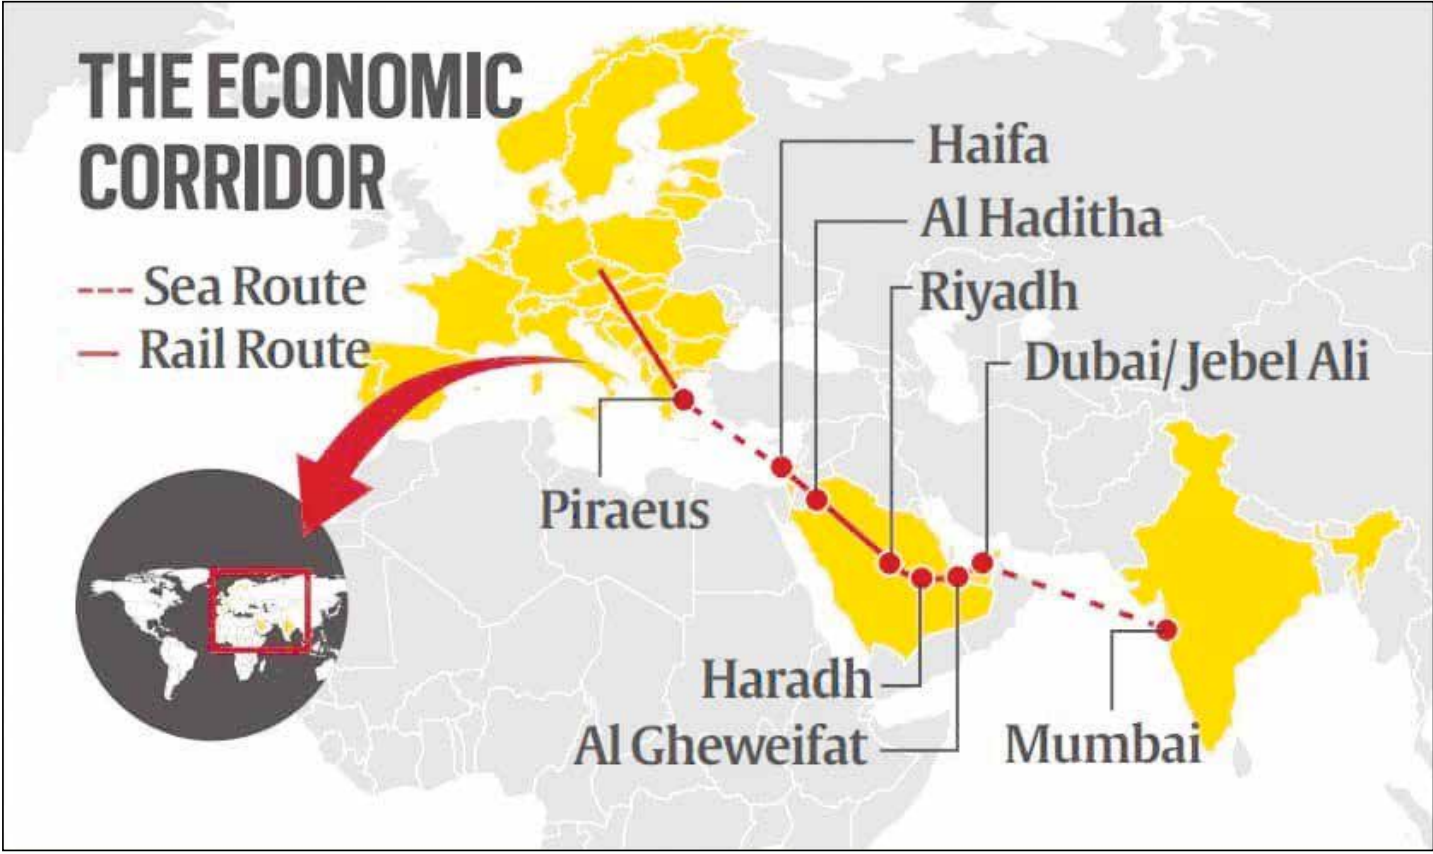 THE ECONOMIC
CORRIDOR
Sea Route
Rail Route
Haifa
Al Haditha
Riyadh
Dubai/Jebel Ali
Piraeus
Haradh
Al Gheweifat
Mumbai